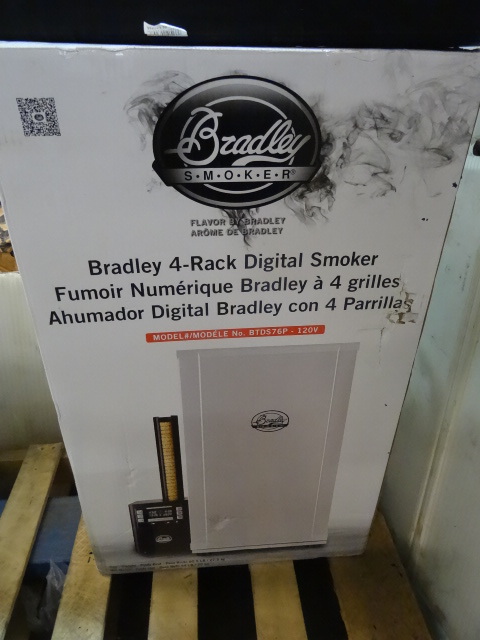 Bradley
S•M•O•K•E•R®
FLAVOR BY BRADLEY
ARÔME DE BRADLEY
Bradley 4-Rack Digital Smoker
Fumoir Numérique Bradley à 4 grilles
Ahumador Digital Bradley con 4 Parrillas
MODEL#/MODÈLE No. BTDS76P - 120V
Bradley